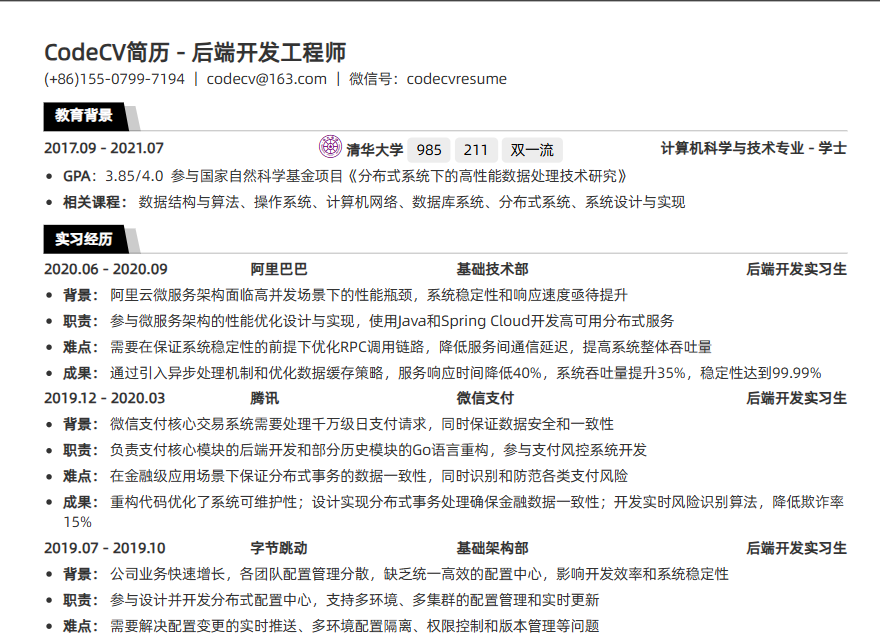 CodeCV简历 - 后端开发工程师
(+86)155-0799-7194 | codecv@163.com | 微信号：codecvresume
教育背景
2017.09 - 2021.07 清华大学 985 211 双一流 计算机科学与技术专业 - 学士
• GPA：3.85/4.0 参与国家自然科学基金项目《分布式系统下的高性能数据处理技术研究》
• 相关课程： 数据结构与算法、操作系统、计算机网络、数据库系统、分布式系统、系统设计与实现
实习经历
2020.06 - 2020.09 阿里巴巴 基础技术部 后端开发实习生
• 背景： 阿里云微服务架构面临高并发场景下的性能瓶颈，系统稳定性和响应速度亟待提升
• 职责： 参与微服务架构的性能优化设计与实现，使用Java和Spring Cloud开发高可用分布式服务
• 难点： 需要在保证系统稳定性的前提下优化RPC调用链路，降低服务间通信延迟，提高系统整体吞吐量
• 成果： 通过引入异步处理机制和优化数据缓存策略，服务响应时间降低40%，系统吞吐量提升35%，稳定性达到99.99%
2019.12 - 2020.03 腾讯 微信支付 后端开发实习生
• 背景： 微信支付核心交易系统需要处理千万级日支付请求，同时保证数据安全和一致性
• 职责： 负责支付核心模块的后端开发和部分历史模块的Go语言重构，参与支付风控系统开发
• 难点： 在金融级应用场景下保证分布式事务的数据一致性，同时识别和防范各类支付风险
• 成果： 重构代码优化了系统可维护性；设计实现分布式事务处理确保金融数据一致性；开发实时风险识别算法，降低欺诈率
15%
2019.07 - 2019.10 字节跳动 基础架构部 后端开发实习生
• 背景： 公司业务快速增长，各团队配置管理分散，缺乏统一高效的配置中心，影响开发效率和系统稳定性
• 职责： 参与设计并开发分布式配置中心，支持多环境、多集群的配置管理和实时更新
• 难点： 需要解决配置变更的实时推送、多环境配置隔离、权限控制和版本管理等问题